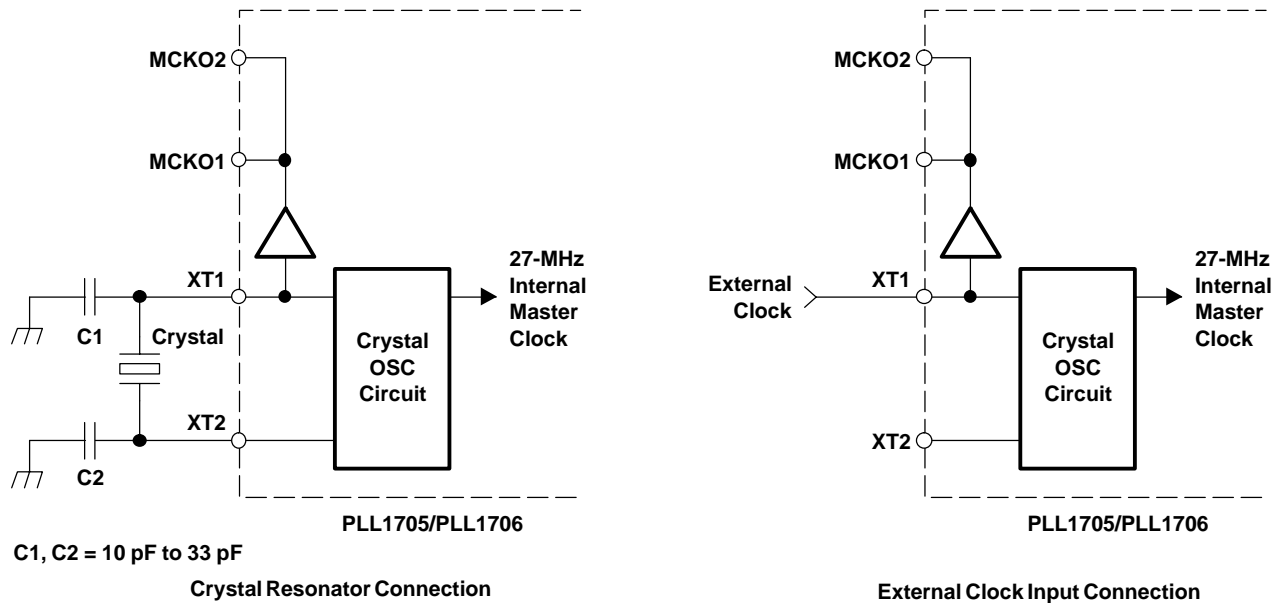 MCKO2
MCKO1
XT1
C1
Crystal
XT2
C2
Crystal
OSC
Circuit
27-MHz
Internal
Master
Clock
PLL1705/PLL1706
C1, C2 = 10 pF to 33 pF
Crystal Resonator Connection
MCKO2
MCKO1
External
Clock
XT1
XT2
Crystal
OSC
Circuit
27-MHz
Internal
Master
Clock
PLL1705/PLL1706
External Clock Input Connection